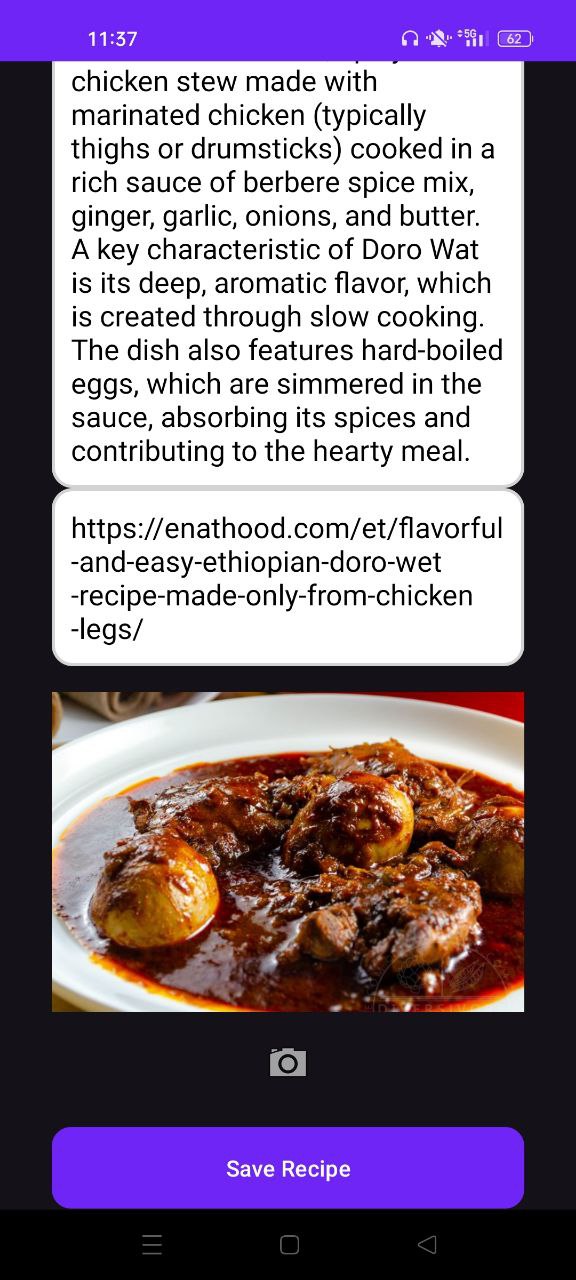 11:37
5G
62
chicken stew made with
marinated chicken (typically
thighs or drumsticks) cooked in a
rich sauce of berbere spice mix,
ginger, garlic, onions, and butter.
A key characteristic of Doro Wat
is its deep, aromatic flavor, which
is created through slow cooking.
The dish also features hard-boiled
eggs, which are simmered in the
sauce, absorbing its spices and
contributing to the hearty meal.
https://enathood.com/et/flavorful
-and-easy-ethiopian-doro-wet
-recipe-made-only-from-chicken
-legs/
Save Recipe